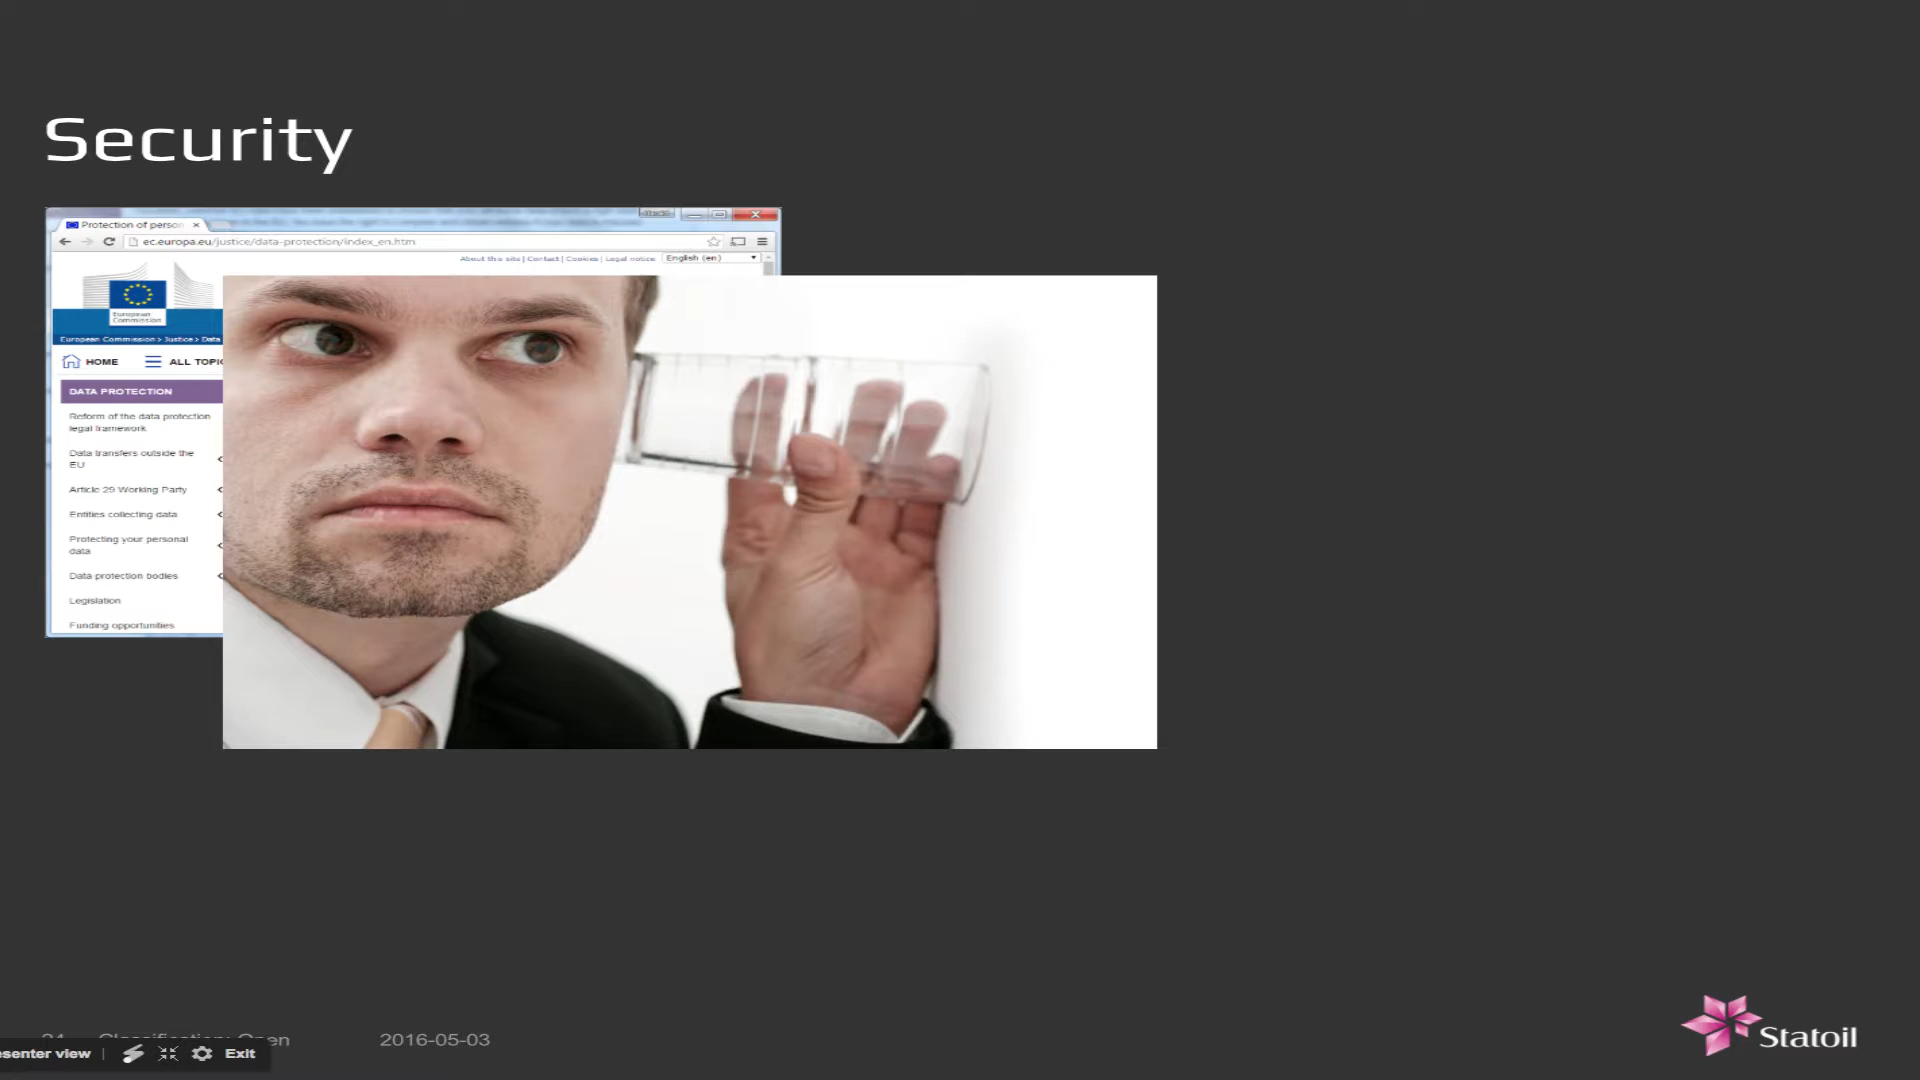 Security
Protection of person
ec.europa.eu/justice/data-protection/index_en.htm
About this site | Contact | Cookies | Legal notice English (en)
European
Commission
European Commission > Justice > Data
HOME ALL TOPIC
DATA PROTECTION
Reform of the data protection
legal framework
Data transfers outside the
EU
Article 29 Working Party
Entities collecting data
Protecting your personal
data
Data protection bodies
Legislation
Funding opportunities
Classification: Open 2016-05-03
esenter view | Exit
Statoil